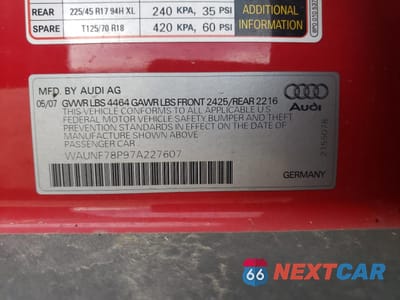 REAR 225/45 R17 94H XL 240 KPA, 35 PSI
SPARE T125/70 R18 420 KPA, 60 PSI
ADDITIONAL
INFORMATION
MFD. BY AUDI AG
05/07 GVWR LBS 4464 GAWR LBS FRONT 2425/REAR 2216
THIS VEHICLE CONFORMS TO ALL APPLICABLE U.S.
FEDERAL MOTOR VEHICLE SAFETY, BUMPER, AND
THEFT PREVENTION STANDARDS IN EFFECT ON THE
DATE OF MANUFACTURE SHOWN ABOVE
PASSENGER CAR
WAUNF78P97A227607
Audi
GERMANY
66 NEXTCAR